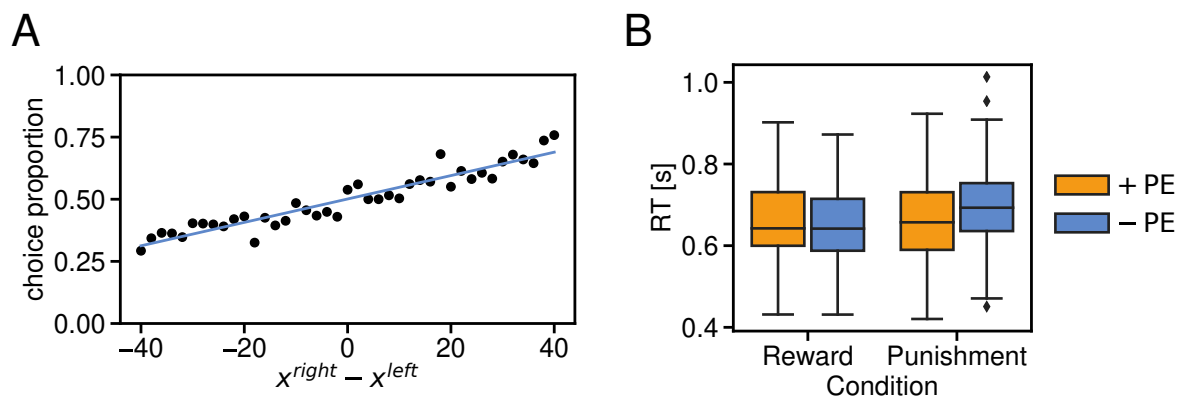 A
choice proportion
1.00
0.75
0.50
0.25
0.00
−40
−20
0
20
40
x^right − x^left
B
RT [s]
1.0
0.8
0.6
0.4
Reward
Punishment
Condition
+ PE
− PE